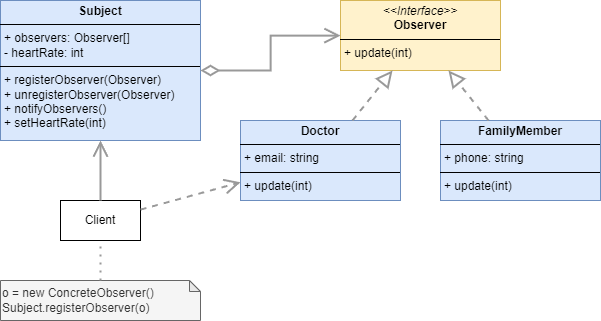 Subject
+ observers: Observer[]
- heartRate: int
+ registerObserver(Observer)
+ unregisterObserver(Observer)
+ notifyObservers()
+ setHeartRate(int)
<<Interface>>
Observer
+ update(int)
Doctor
+ email: string
+ update(int)
FamilyMember
+ phone: string
+ update(int)
Client
o = new ConcreteObserver()
Subject.registerObserver(o)